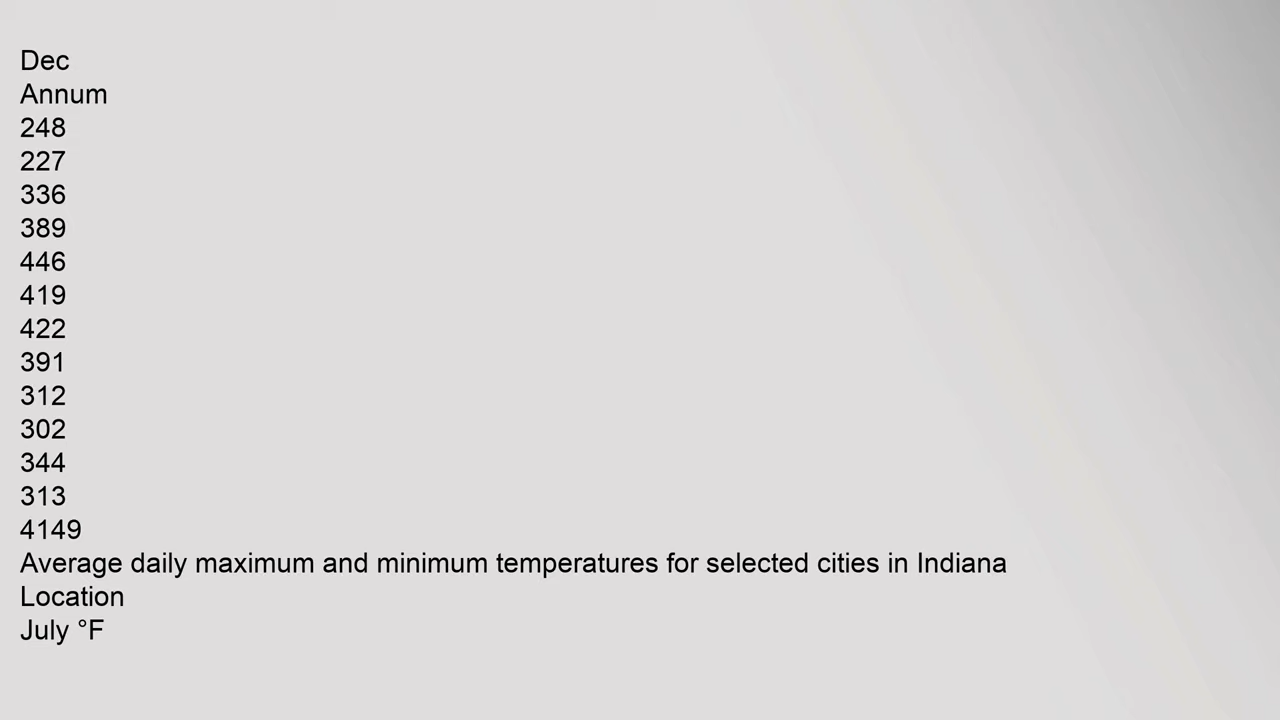 Dec
Annum
248
227
336
389
446
419
422
391
312
302
344
313
4149
Average daily maximum and minimum temperatures for selected cities in Indiana
Location
July °F